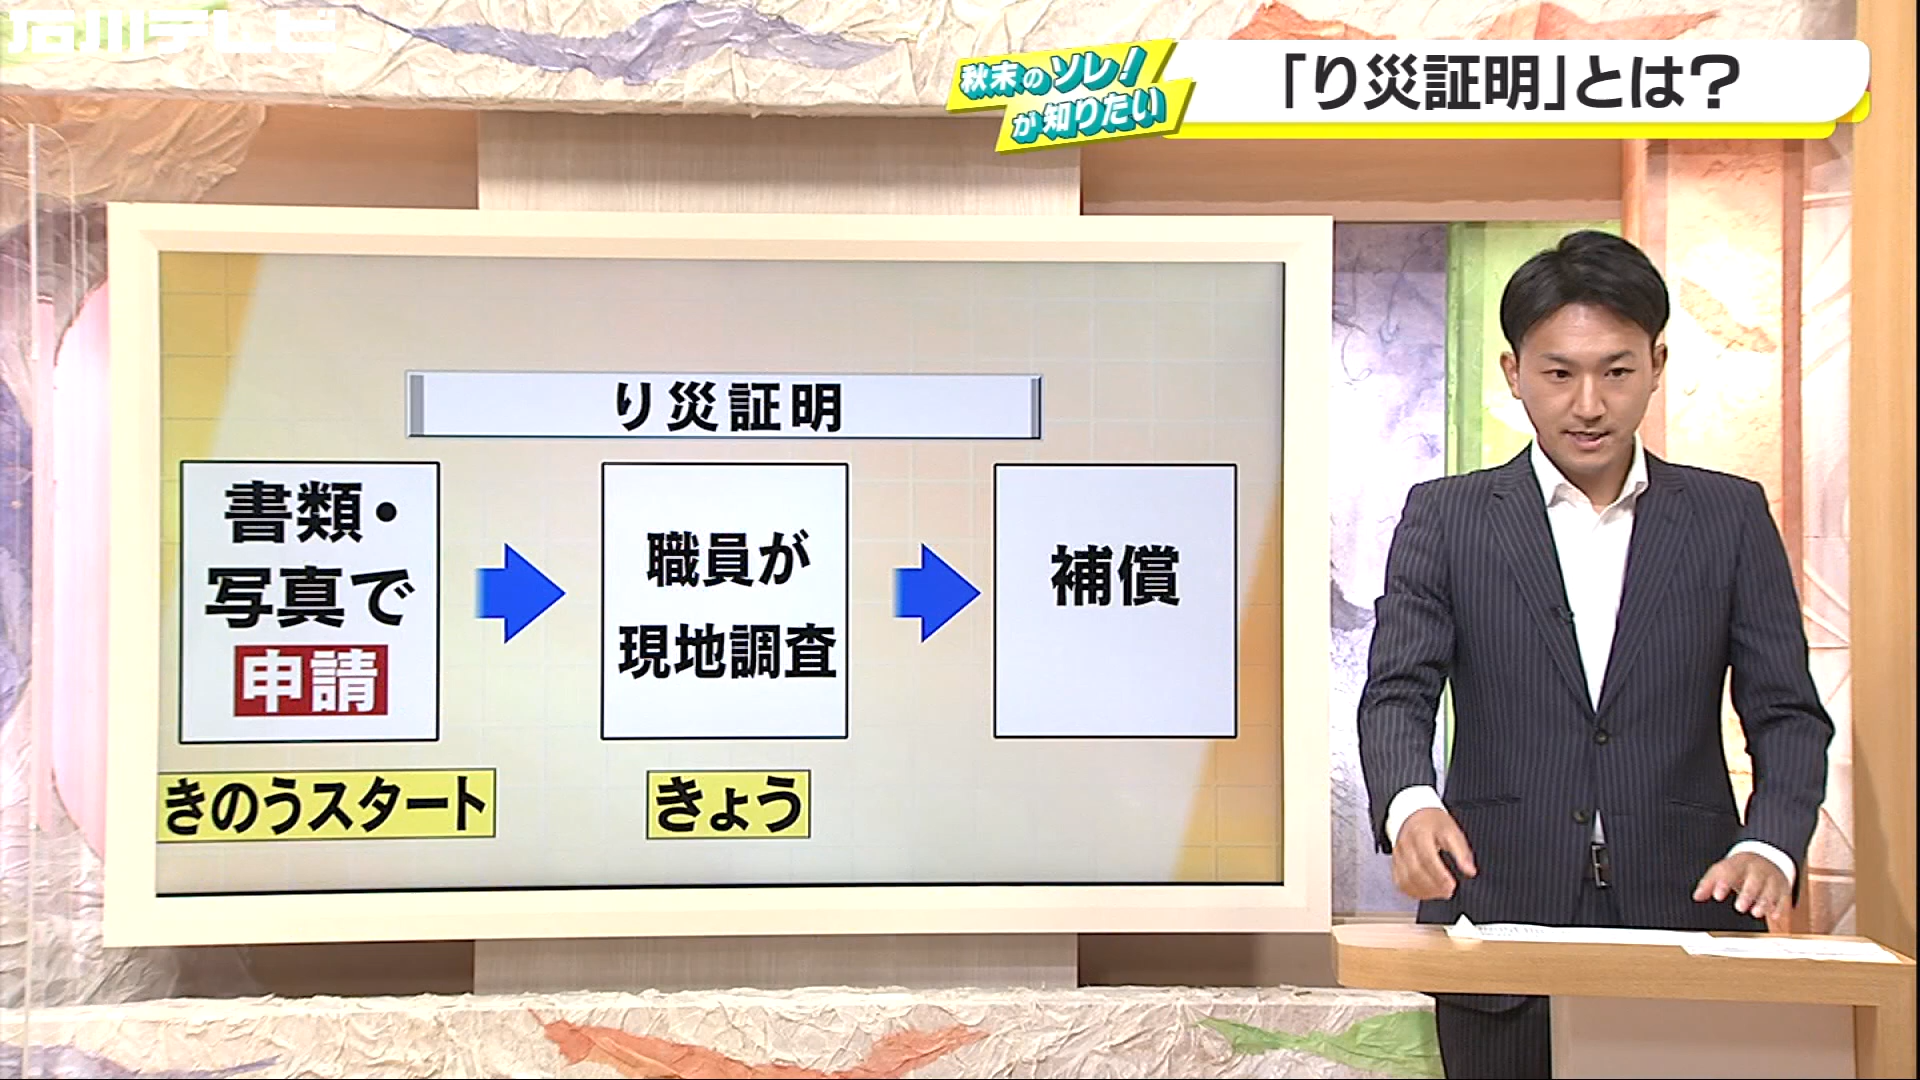 石川テレビ
秋末のソレ!
が知りたい
「り災証明」とは?
り災証明
書類・
写真で
申請
職員が
現地調査
補償
きのうスタート
きょう